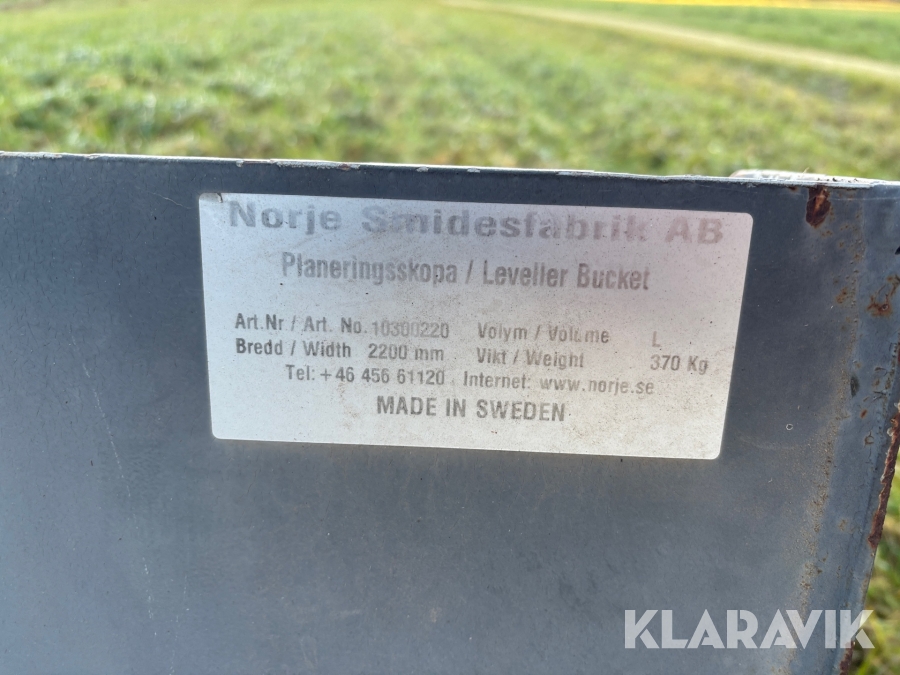 Norje Smidesfabrik AB
Planeringsskopa / Leveller Bucket
Art.Nr / Art. No. 10300220 Volym / Volume L
Bredd / Width 2200 mm Vikt / Weight 370 Kg
Tel: +46 456 61120 Internet: www.norje.se
MADE IN SWEDEN
KLARAVIK